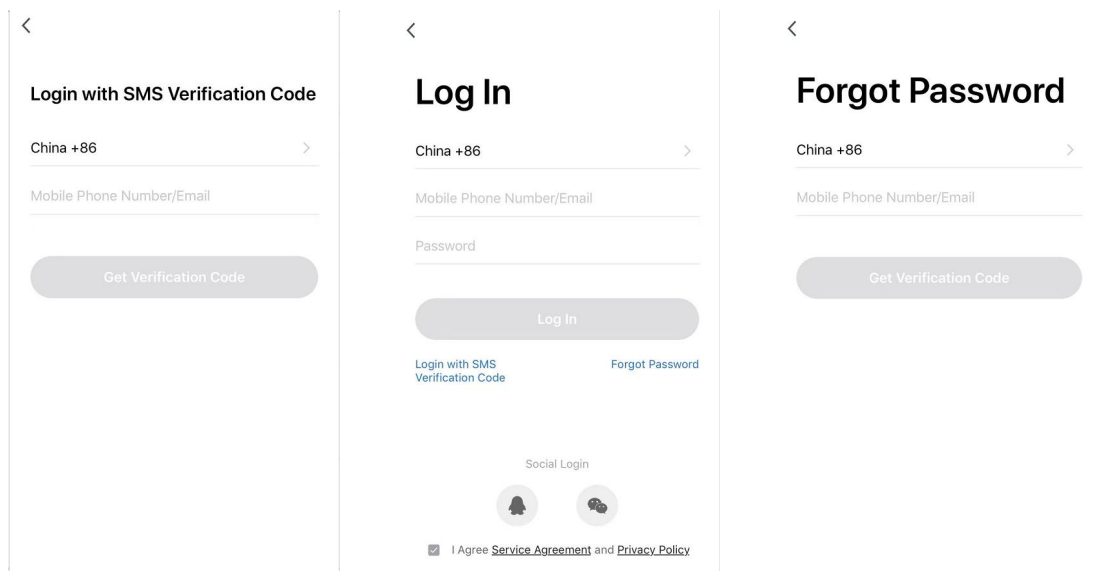 Login with SMS Verification Code
China +86
Mobile Phone Number/Email
Get Verification Code
Log In
China +86
Mobile Phone Number/Email
Password
Log In
Login with SMS
Verification Code
Forgot Password
Social Login
I Agree Service Agreement and Privacy Policy
Forgot Password
China +86
Mobile Phone Number/Email
Get Verification Code